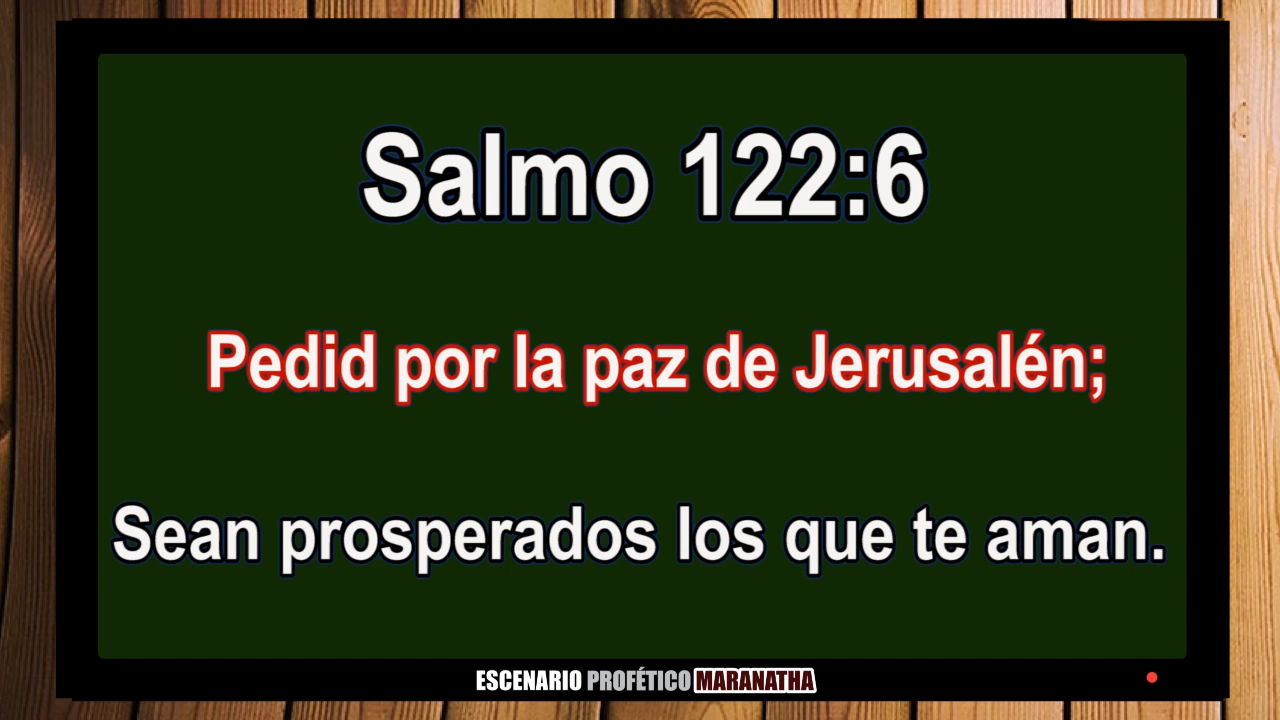 Salmo 122:6
Pedid por la paz de Jerusalén;
Sean prosperados los que te aman.
ESCENARIO PROFÉTICO MARANATHA